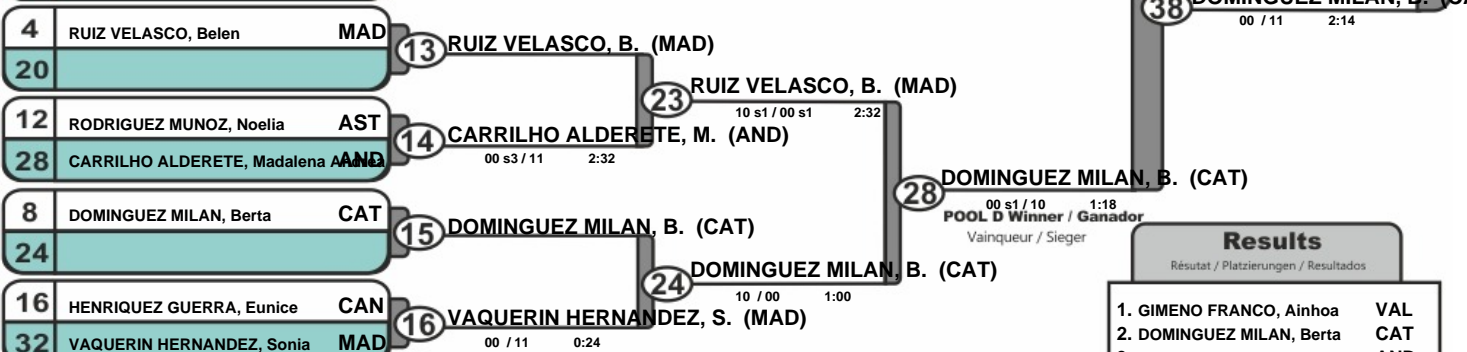 38 DOMINGUEZ MILAN, B. (CA
00 / 11 2:14
4 RUIZ VELASCO, Belen MAD
20
13 RUIZ VELASCO, B. (MAD)
23 RUIZ VELASCO, B. (MAD)
10 s1 / 00 s1 2:32
12 RODRIGUEZ MUNOZ, Noelia AST
28 CARRILHO ALDERETE, Madalena Andrea AND
14 CARRILHO ALDERETE, M. (AND)
00 s3 / 11 2:32
28 DOMINGUEZ MILAN, B. (CAT)
00 s1 / 10 1:18
POOL D Winner / Ganador
Vainqueur / Sieger
8 DOMINGUEZ MILAN, Berta CAT
24
15 DOMINGUEZ MILAN, B. (CAT)
24 DOMINGUEZ MILAN, B. (CAT)
10 / 00 1:00
16 HENRIQUEZ GUERRA, Eunice CAN
32 VAQUERIN HERNANDEZ, Sonia MAD
16 VAQUERIN HERNANDEZ, S. (MAD)
00 / 11 0:24
Results
Résutat / Platzierungen / Resultados
1. GIMENO FRANCO, Ainhoa VAL
2. DOMINGUEZ MILAN, Berta CAT